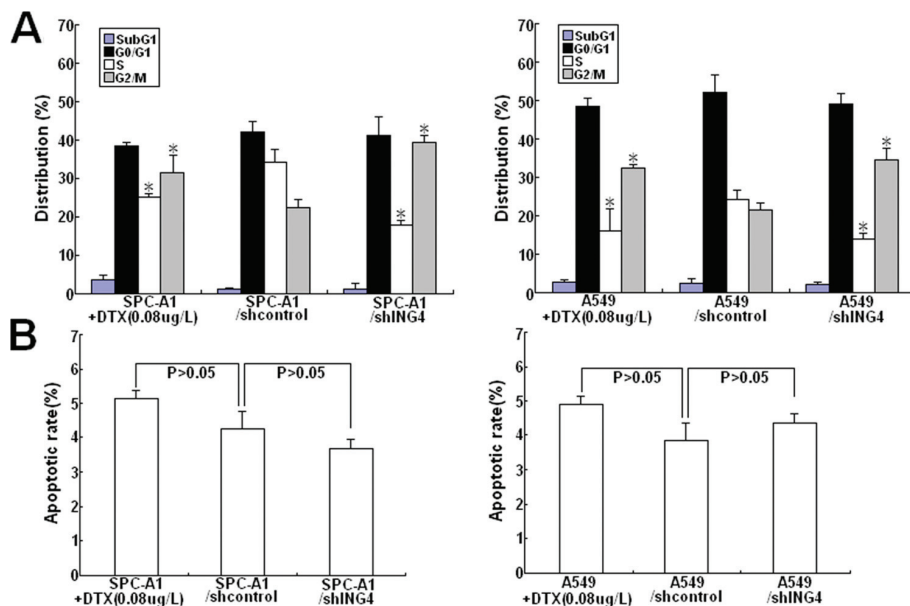 A
70
60
50
40
30
20
10
0
Distribution (%)
SubG1
G0/G1
S
G2/M
*
*
*
*
SPC-A1
+DTX(0.08ug/L)
SPC-A1
/shcontrol
SPC-A1
/shING4
70
60
50
40
30
20
10
0
Distribution (%)
SubG1
G0/G1
S
G2/M
*
*
*
*
A549
+DTX(0.08ug/L)
A549
/shcontrol
A549
/shING4
B
7
6
5
4
3
2
1
0
Apoptotic rate(%)
P>0.05
P>0.05
SPC-A1
+DTX(0.08ug/L)
SPC-A1
/shcontrol
SPC-A1
/shING4
7
6
5
4
3
2
1
0
Apoptotic rate(%)
P>0.05
P>0.05
A549
+DTX(0.08ug/L)
A549
/shcontrol
A549
/shING4